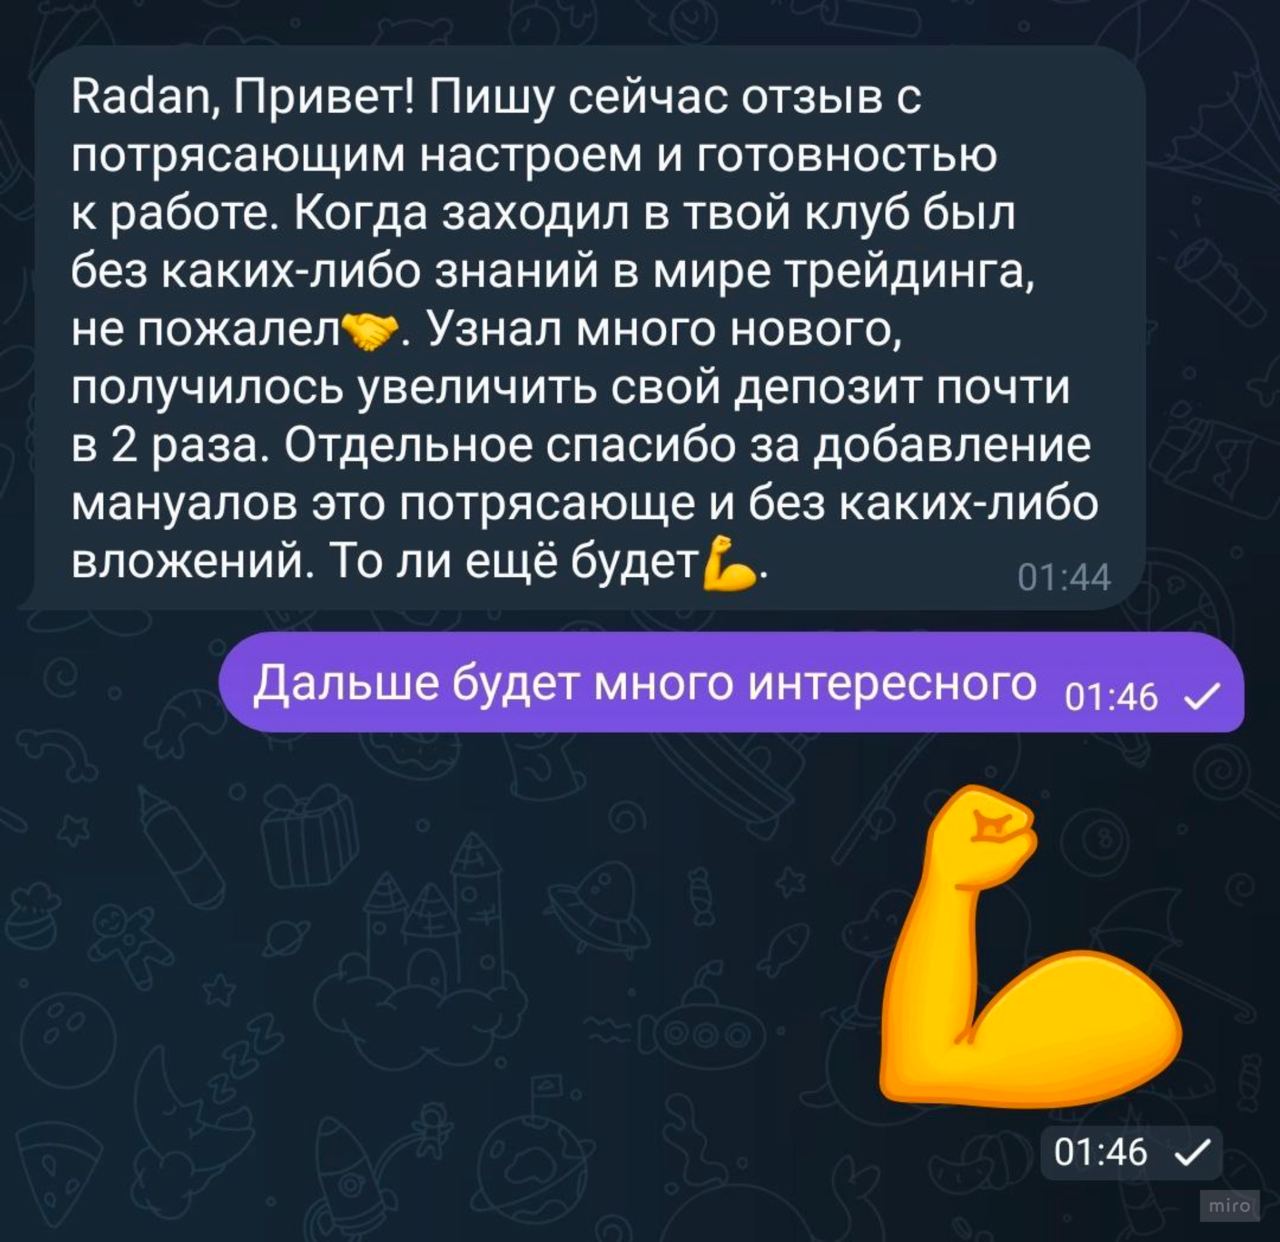 Radan, Привет! Пишу сейчас отзыв с
потрясающим настроем и готовностью
к работе. Когда заходил в твой клуб был
без каких-либо знаний в мире трейдинга,
не пожалел🤝. Узнал много нового,
получилось увеличить свой депозит почти
в 2 раза. Отдельное спасибо за добавление
мануалов это потрясающе и без каких-либо
вложений. То ли ещё будет💪.
01:44
Дальше будет много интересного 01:46
01:46
miro